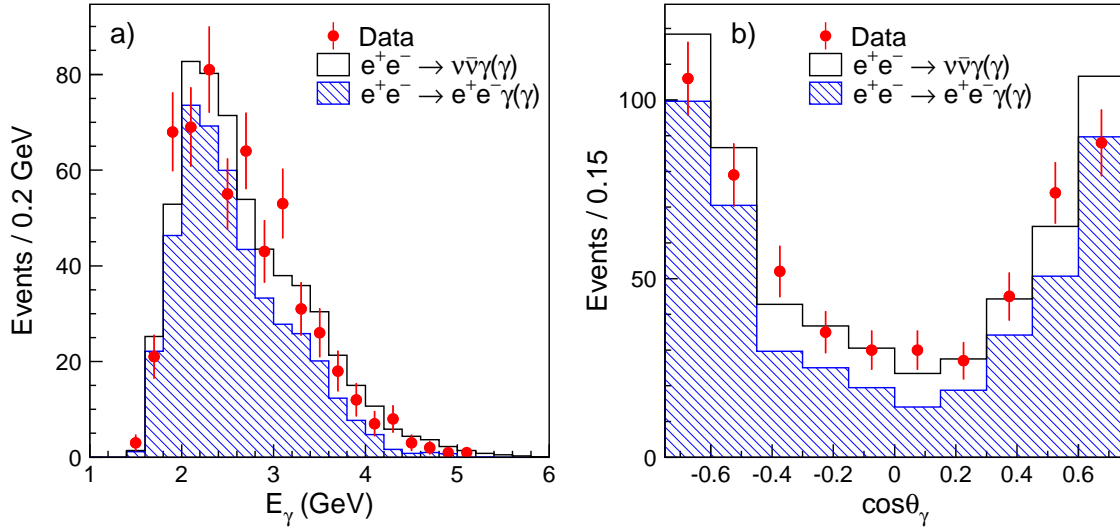 a)
Data
e⁺e⁻ → νν̄γ(γ)
e⁺e⁻ → e⁺e⁻γ(γ)
Events / 0.2 GeV
80
60
40
20
0
1 2 3 4 5 6
E_γ (GeV)
b)
Data
e⁺e⁻ → νν̄γ(γ)
e⁺e⁻ → e⁺e⁻γ(γ)
Events / 0.15
100
50
0
-0.6 -0.4 -0.2 0 0.2 0.4 0.6
cosθ_γ